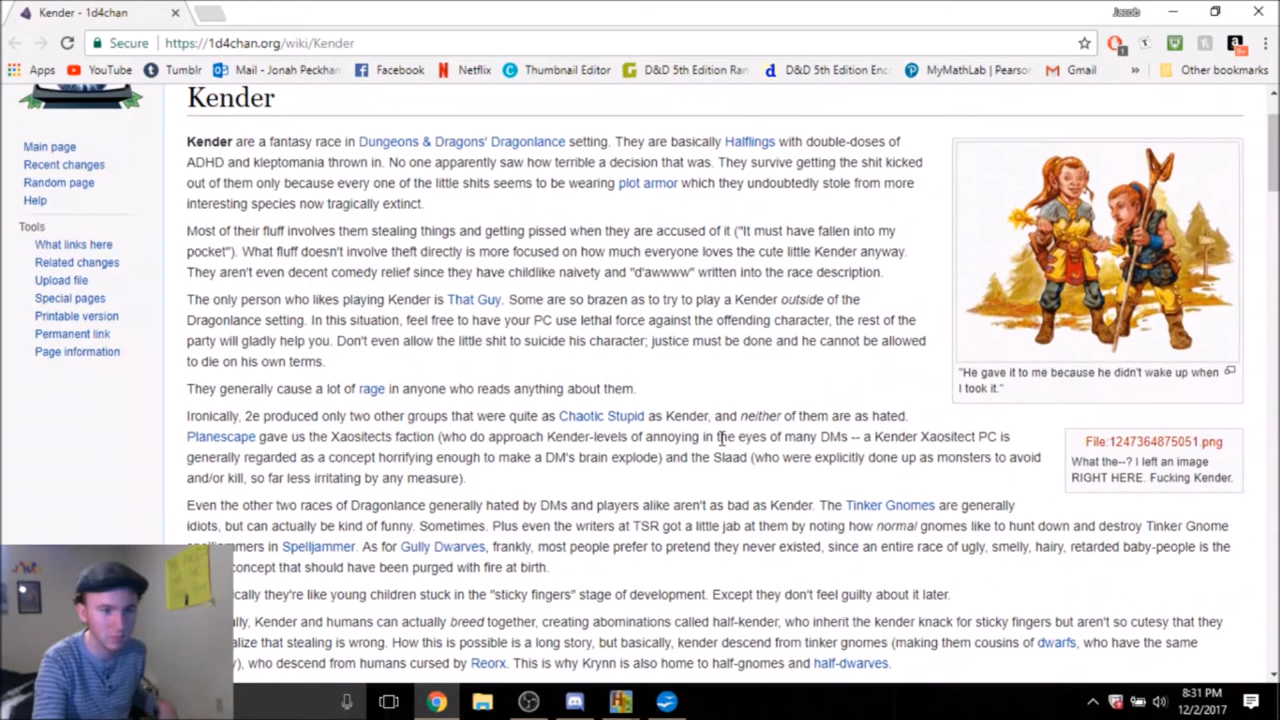 Kender - 1d4chan
Jacob
Secure
https://1d4chan.org/wiki/Kender
Apps
YouTube
Tumblr
Mail - Jonah Peckham
Facebook
Netflix
Thumbnail Editor
D&D 5th Edition Ran
D&D 5th Edition Enc
MyMathLab | Pearson
Gmail
»
Other bookmarks
Kender
Main page
Recent changes
Random page
Help
Tools
What links here
Related changes
Upload file
Special pages
Printable version
Permanent link
Page information
Kender are a fantasy race in Dungeons & Dragons' Dragonlance setting. They are basically Halflings with double-doses of
ADHD and kleptomania thrown in. No one apparently saw how terrible a decision that was. They survive getting the shit kicked
out of them only because every one of the little shits seems to be wearing plot armor which they undoubtedly stole from more
interesting species now tragically extinct.
Most of their fluff involves them stealing things and getting pissed when they are accused of it ("It must have fallen into my
pocket"). What fluff doesn't involve theft directly is more focused on how much everyone loves the cute little Kender anyway.
They aren't even decent comedy relief since they have childlike naivety and "d'awwww" written into the race description.
The only person who likes playing Kender is That Guy. Some are so brazen as to try to play a Kender outside of the
Dragonlance setting. In this situation, feel free to have your PC use lethal force against the offending character, the rest of the
party will gladly help you. Don't even allow the little shit to suicide his character; justice must be done and he cannot be allowed
to die on his own terms.
They generally cause a lot of rage in anyone who reads anything about them.
Ironically, 2e produced only two other groups that were quite as Chaotic Stupid as Kender, and neither of them are as hated.
Planescape gave us the Xaositects faction (who do approach Kender-levels of annoying in the eyes of many DMs -- a Kender Xaositect PC is
generally regarded as a concept horrifying enough to make a DM's brain explode) and the Slaad (who were explicitly done up as monsters to avoid
and/or kill, so far less irritating by any measure).
Even the other two races of Dragonlance generally hated by DMs and players alike aren't as bad as Kender. The Tinker Gnomes are generally
idiots, but can actually be kind of funny. Sometimes. Plus even the writers at TSR got a little jab at them by noting how normal gnomes like to hunt down and destroy Tinker Gnome
in Spelljammer. As for Gully Dwarves, frankly, most people prefer to pretend they never existed, since an entire race of ugly, smelly, hairy, retarded baby-people is the
concept that should have been purged with fire at birth.
they're like young children stuck in the "sticky fingers" stage of development. Except they don't feel guilty about it later.
Kender and humans can actually breed together, creating abominations called half-kender, who inherit the kender knack for sticky fingers but aren't so cutesy that they
that stealing is wrong. How this is possible is a long story, but basically, kender descend from tinker gnomes (making them cousins of dwarfs, who have the same
who descend from humans cursed by Reorx. This is why Krynn is also home to half-gnomes and half-dwarves.
"He gave it to me because he didn't wake up when
I took it."
File:1247364875051.png
What the--? I left an image
RIGHT HERE. Fucking Kender.
8:31 PM
12/2/2017